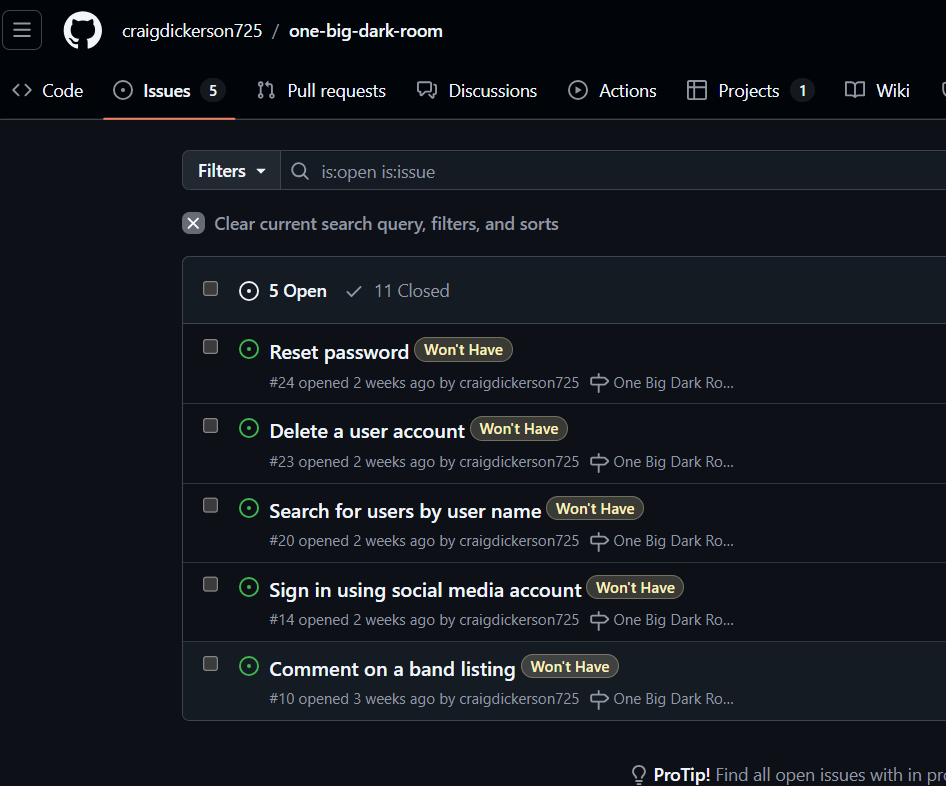 craigdickerson725 / one-big-dark-room
Code Issues 5 Pull requests Discussions Actions Projects 1 Wiki
Filters is:open is:issue
Clear current search query, filters, and sorts
5 Open 11 Closed
Reset password Won't Have
#24 opened 2 weeks ago by craigdickerson725 One Big Dark Ro...
Delete a user account Won't Have
#23 opened 2 weeks ago by craigdickerson725 One Big Dark Ro...
Search for users by user name Won't Have
#20 opened 2 weeks ago by craigdickerson725 One Big Dark Ro...
Sign in using social media account Won't Have
#14 opened 2 weeks ago by craigdickerson725 One Big Dark Ro...
Comment on a band listing Won't Have
#10 opened 3 weeks ago by craigdickerson725 One Big Dark Ro...
ProTip! Find all open issues with in pro